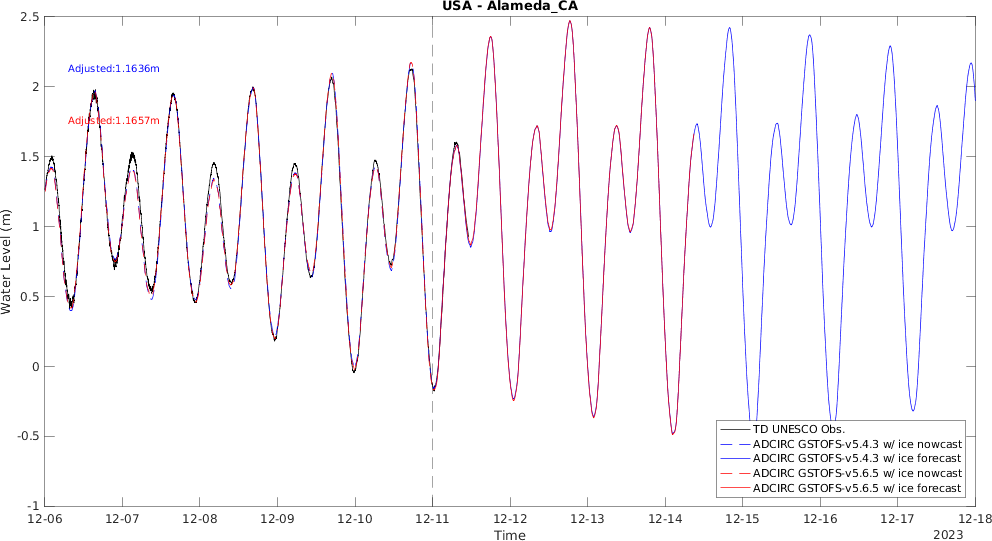 USA - Alameda_CA
2.5
2
1.5
1
0.5
0
-0.5
-1
Water Level (m)
Adjusted:1.1636m
Adjusted:1.1657m
TD UNESCO Obs.
ADCIRC GSTOFS-v5.4.3 w/ ice nowcast
ADCIRC GSTOFS-v5.4.3 w/ ice forecast
ADCIRC GSTOFS-v5.6.5 w/ ice nowcast
ADCIRC GSTOFS-v5.6.5 w/ ice forecast
12-06 12-07 12-08 12-09 12-10 12-11 12-12 12-13 12-14 12-15 12-16 12-17 12-18
Time
2023